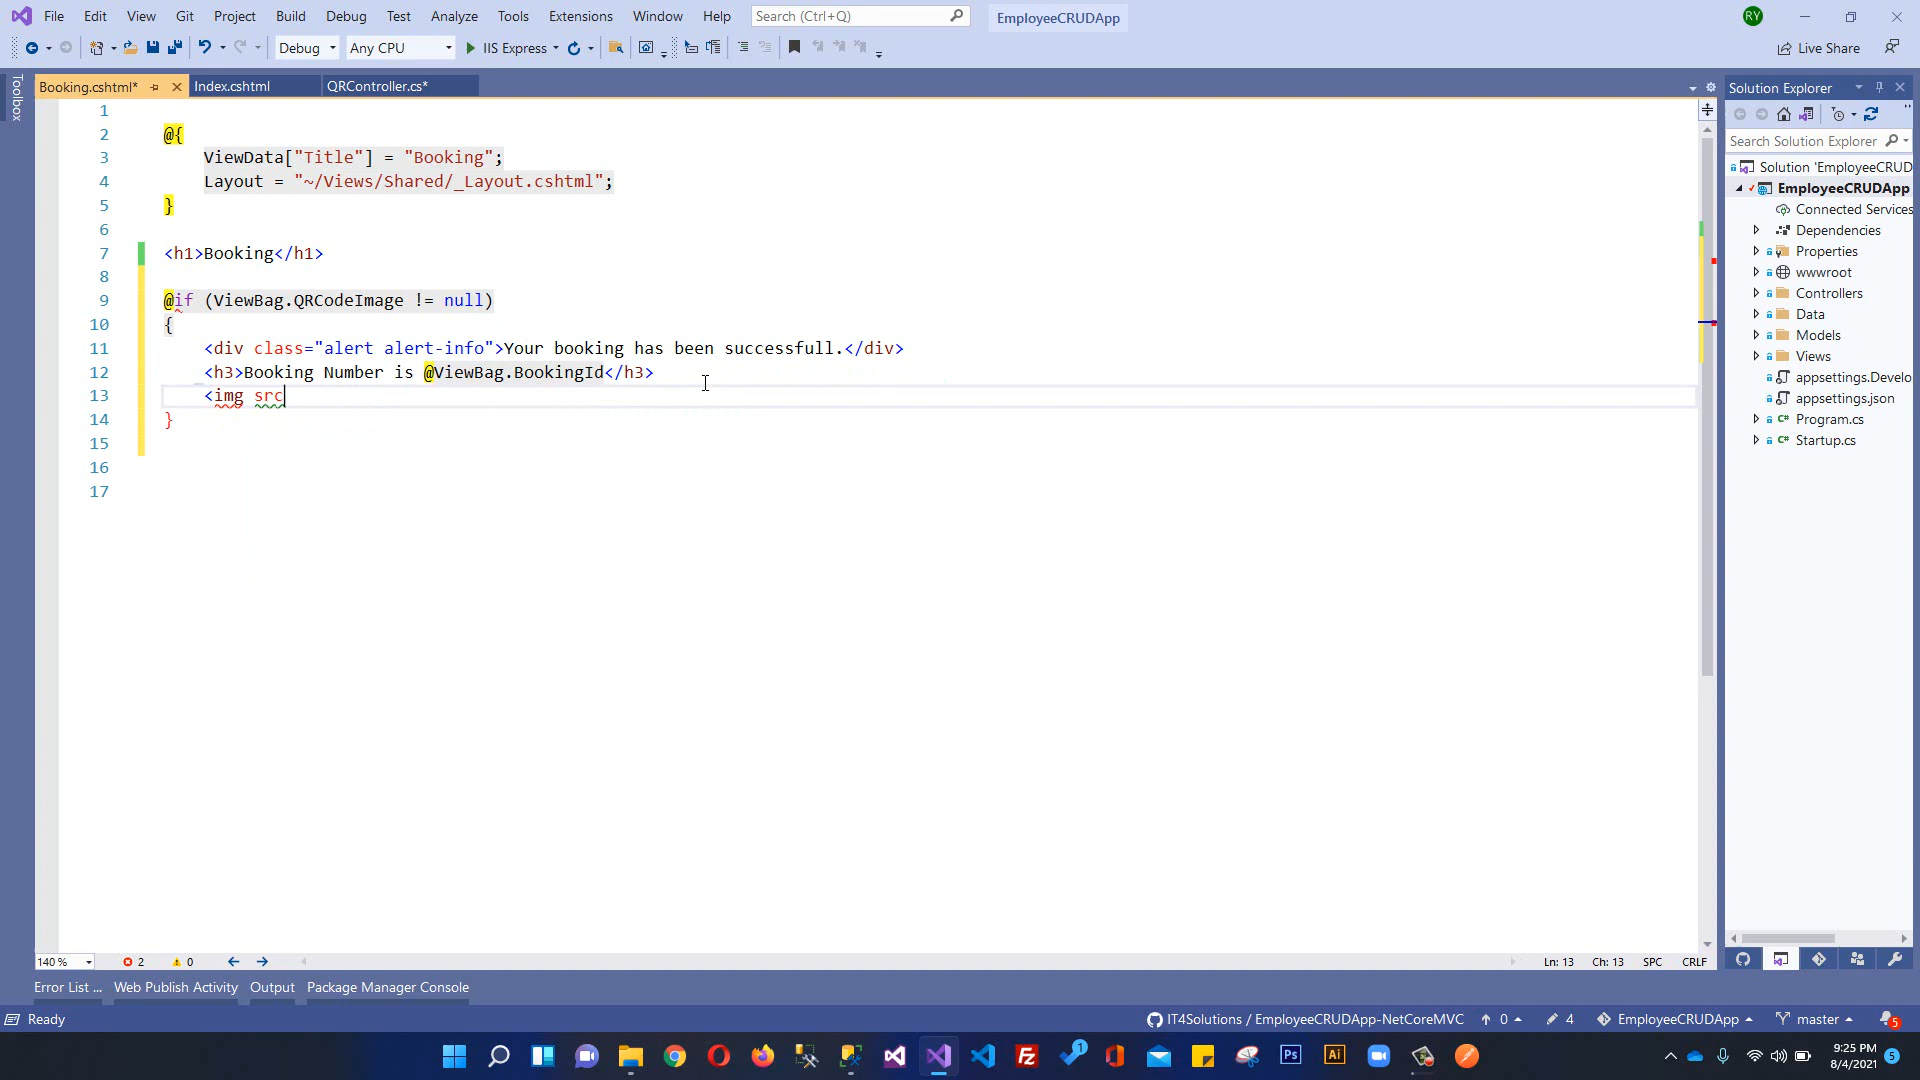 File Edit View Git Project Build Debug Test Analyze Tools Extensions Window Help Search (Ctrl+Q) EmployeeCRUDApp RY
Debug Any CPU IIS Express Live Share
Toolbox
Booking.cshtml* Index.cshtml QRController.cs*
1
2 @{
3 ViewData["Title"] = "Booking";
4 Layout = "~/Views/Shared/_Layout.cshtml";
5 }
6
7 <h1>Booking</h1>
8
9 @if (ViewBag.QRCodeImage != null)
10 {
11 <div class="alert alert-info">Your booking has been successfull.</div>
12 <h3>Booking Number is @ViewBag.BookingId</h3>
13 <img src
14 }
15
16
17
Solution Explorer
Search Solution Explorer
Solution 'EmployeeCRUD
EmployeeCRUDApp
Connected Services
Dependencies
Properties
wwwroot
Controllers
Data
Models
Views
appsettings.Develo
appsettings.json
Program.cs
Startup.cs
140 % 2 0 Ln: 13 Ch: 13 SPC CRLF
Error List ... Web Publish Activity Output Package Manager Console
Ready IT4Solutions / EmployeeCRUDApp-NetCoreMVC 0 4 EmployeeCRUDApp master 5
1 Ps Ai 9:25 PM 5
8/4/2021